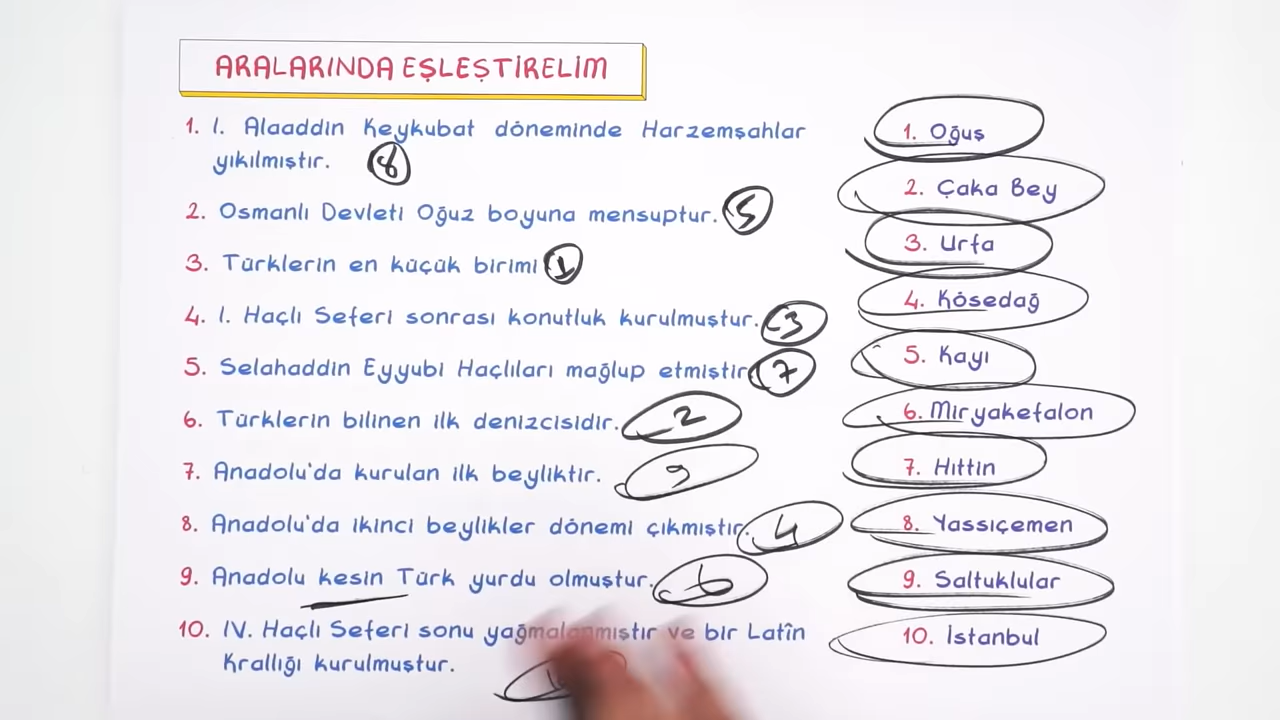 ARALARINDA EŞLEŞTİRELİM
1. I. Alaaddin Keykubat döneminde Harzemşahlar
yıkılmıştır. 8
2. Osmanlı Devleti Oğuz boyuna mensuptur. 5
3. Türklerin en küçük birimi 1
4. I. Haçlı Seferi sonrası konutluk kurulmuştur. 3
5. Selahaddin Eyyubi Haçlıları mağlup etmiştir 7
6. Türklerin bilinen ilk denizcisidir. 2
7. Anadolu'da kurulan ilk beyliktir. 9
8. Anadolu'da ikinci beylikler dönemi çıkmıştır. 4
9. Anadolu kesin Türk yurdu olmuştur. 6
10. IV. Haçlı Seferi sonu yağmalanmıştır ve bir Latîn
Krallığı kurulmuştur.
1. Oğuş
2. Çaka Bey
3. Urfa
4. Kösedağ
5. Kayı
6. Miryakefalon
7. Hıttin
8. Yassıçemen
9. Saltuklular
10. İstanbul